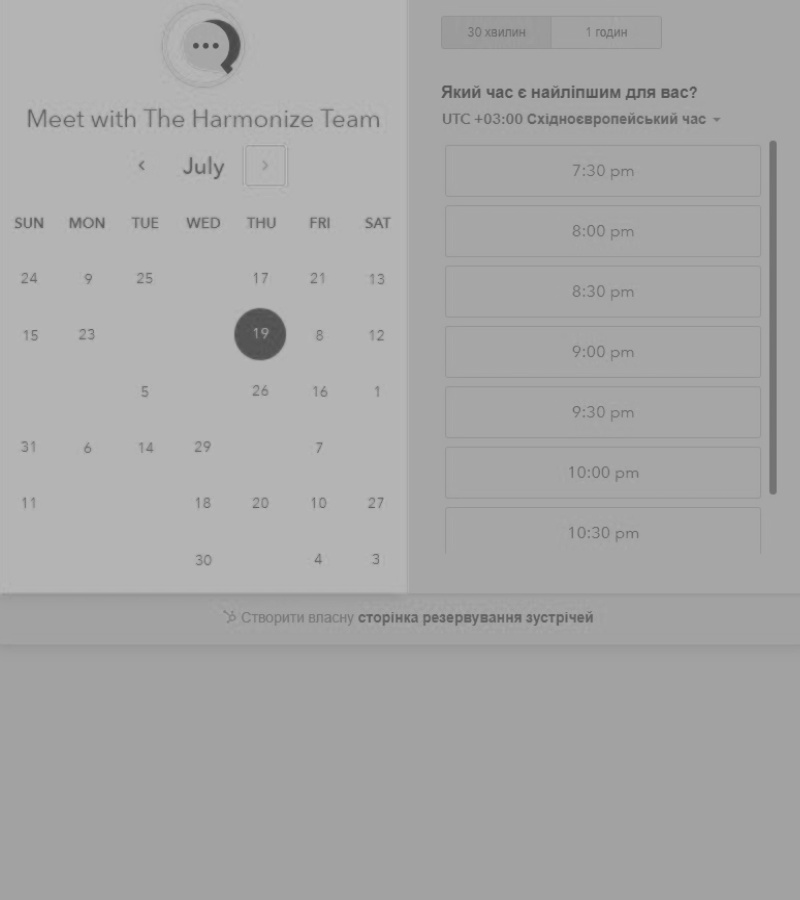 Meet with The Harmonize Team
July
SUN MON TUE WED THU FRI SAT
24 9 25 17 21 13
15 23 19 8 12
5 26 16 1
31 6 14 29 7
11 18 20 10 27
30 4 3
30 хвилин 1 годин
Який час є найліпшим для вас?
UTC +03:00 Східноєвропейський час
7:30 pm
8:00 pm
8:30 pm
9:00 pm
9:30 pm
10:00 pm
10:30 pm
Створити власну сторінка резервування зустрічей